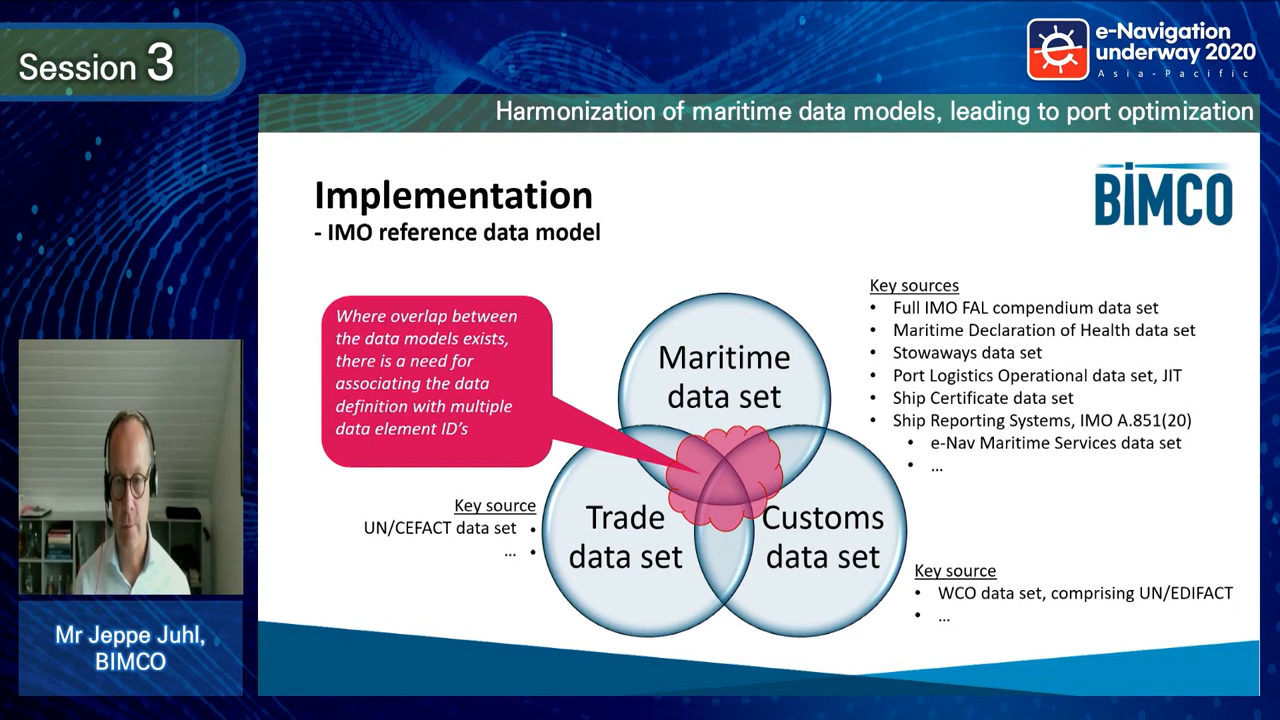 Session 3
e-Navigation
underway 2020
Asia-Pacific
Harmonization of maritime data models, leading to port optimization
Implementation
- IMO reference data model
BIMCO
Where overlap between
the data models exists,
there is a need for
associating the data
definition with multiple
data element ID's
Maritime
data set
Trade
data set
Customs
data set
Key sources
• Full IMO FAL compendium data set
• Maritime Declaration of Health data set
• Stowaways data set
• Port Logistics Operational data set, JIT
• Ship Certificate data set
• Ship Reporting Systems, IMO A.851(20)
• e-Nav Maritime Services data set
• ...
Key source
UN/CEFACT data set •
... •
Key source
• WCO data set, comprising UN/EDIFACT
• ...
Mr Jeppe Juhl,
BIMCO